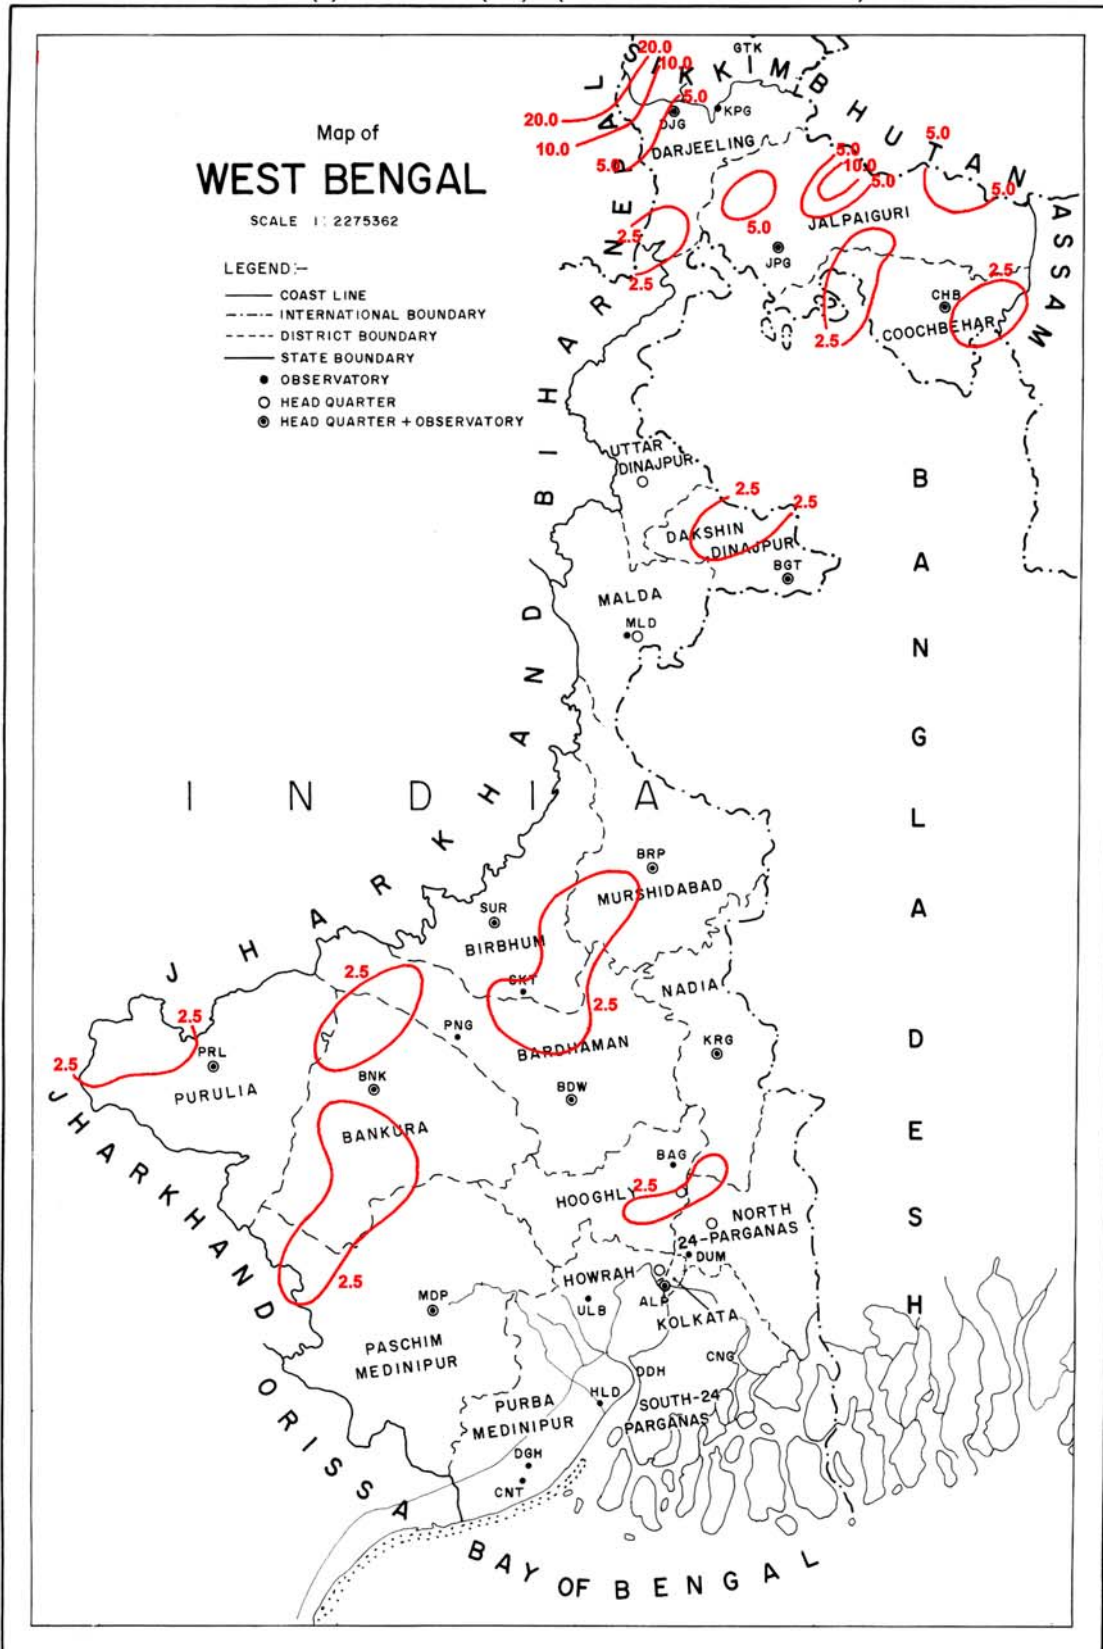 Map of
WEST BENGAL
SCALE 1: 2275362
LEGEND:-
COAST LINE
INTERNATIONAL BOUNDARY
DISTRICT BOUNDARY
STATE BOUNDARY
OBSERVATORY
HEAD QUARTER
HEAD QUARTER + OBSERVATORY
SIKKIM
BHUTAN
NEPAL
ASSAM
BIHAR
JHARKHAND
INDIA
BANGLADESH
JHARKHAND
ORISSA
BAY OF BENGAL
GTK
20.0
10.0
5.0
20.0
10.0
5.0
DJG
KPG
DARJEELING
5.0
10.0
5.0
5.0
5.0
5.0
JALPAIGURI
JPG
2.5
2.5
2.5
CHB
COOCHBEHAR
2.5
UTTAR
DINAJPUR
2.5
2.5
DAKSHIN
DINAJPUR
BGT
MALDA
MLD
BRP
MURSHIDABAD
SUR
BIRBHUM
SKT
2.5
NADIA
2.5
PNG
BARDHAMAN
KRG
2.5
2.5
PRL
PURULIA
BNK
BDW
BANKURA
BAG
HOOGHLY
2.5
NORTH
24-PARGANAS
DUM
2.5
HOWRAH
ULB
ALP
KOLKATA
MDP
PASCHIM
MEDINIPUR
CNG
DDH
HLD
SOUTH-24
PARGANAS
PURBA
MEDINIPUR
DGH
CNT